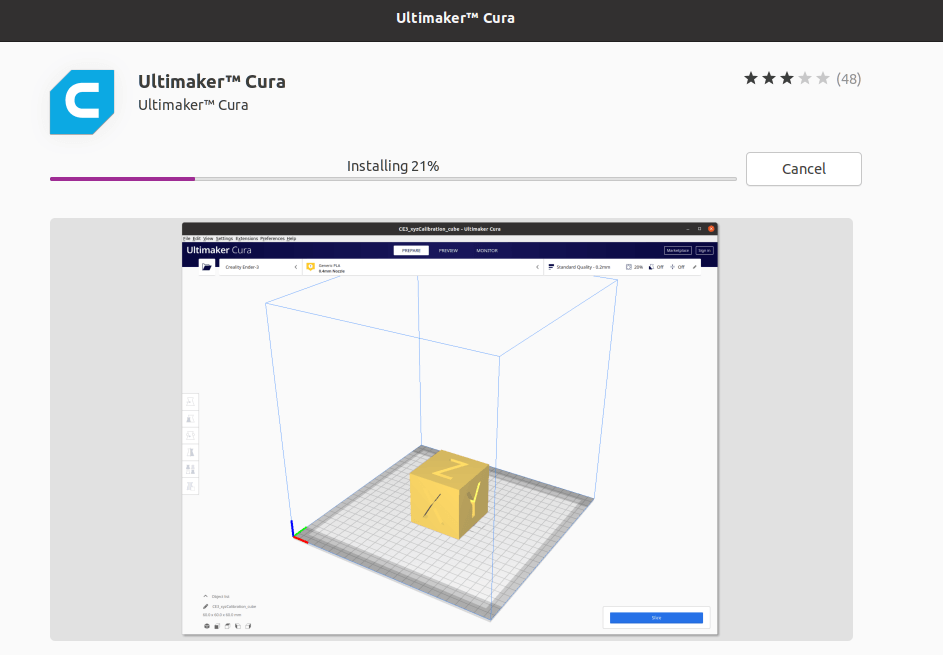 Ultimaker™ Cura
Ultimaker™ Cura
Ultimaker™ Cura
(48)
Installing 21%
Cancel
CE3_xyzCalibration_cube - Ultimaker Cura
File Edit View Settings Extensions Preferences Help
Ultimaker Cura
PREPARE PREVIEW MONITOR
Marketplace Sign in
Creality Ender-3
Generic PLA
0.4mm Nozzle
Standard Quality - 0.2mm
20% Off Off
Z
Y
Object list
CE3_xyzCalibration_cube
Slice